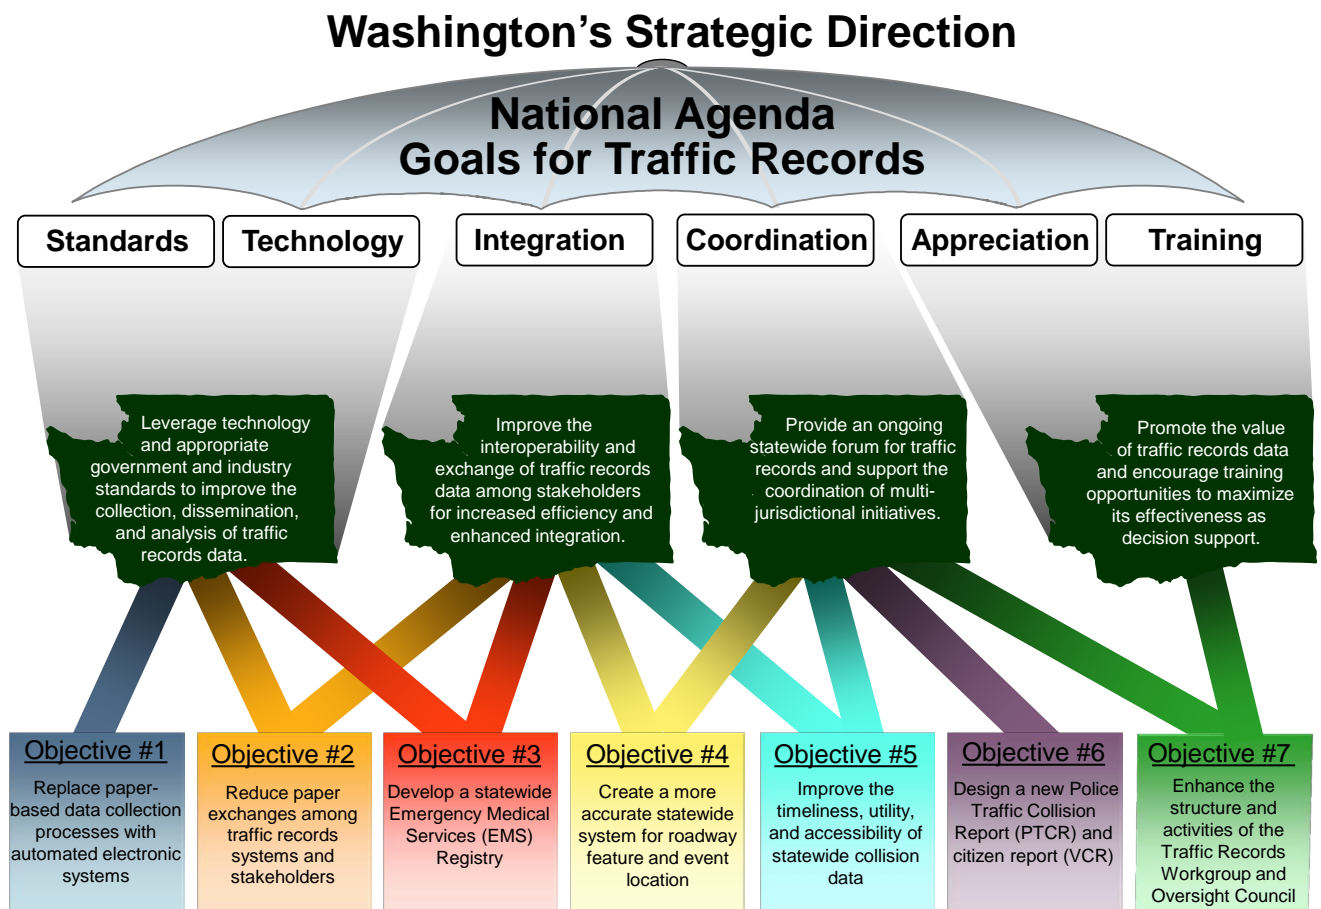 Washington’s Strategic Direction
National Agenda
Goals for Traffic Records
Standards
Technology
Integration
Coordination
Appreciation
Training
Leverage technology
and appropriate
government and industry
standards to improve the
collection, dissemination,
and analysis of traffic
records data.
Improve the
interoperability and
exchange of traffic records
data among stakeholders
for increased efficiency and
enhanced integration.
Provide an ongoing
statewide forum for traffic
records and support the
coordination of multi-
jurisdictional initiatives.
Promote the value
of traffic records data
and encourage training
opportunities to maximize
its effectiveness as
decision support.
Objective #1
Replace paper-
based data collection
processes with
automated electronic
systems
Objective #2
Reduce paper
exchanges among
traffic records
systems and
stakeholders
Objective #3
Develop a statewide
Emergency Medical
Services (EMS)
Registry
Objective #4
Create a more
accurate statewide
system for roadway
feature and event
location
Objective #5
Improve the
timeliness, utility,
and accessibility of
statewide collision
data
Objective #6
Design a new Police
Traffic Collision
Report (PTCR) and
citizen report (VCR)
Objective #7
Enhance the
structure and
activities of the
Traffic Records
Workgroup and
Oversight Council